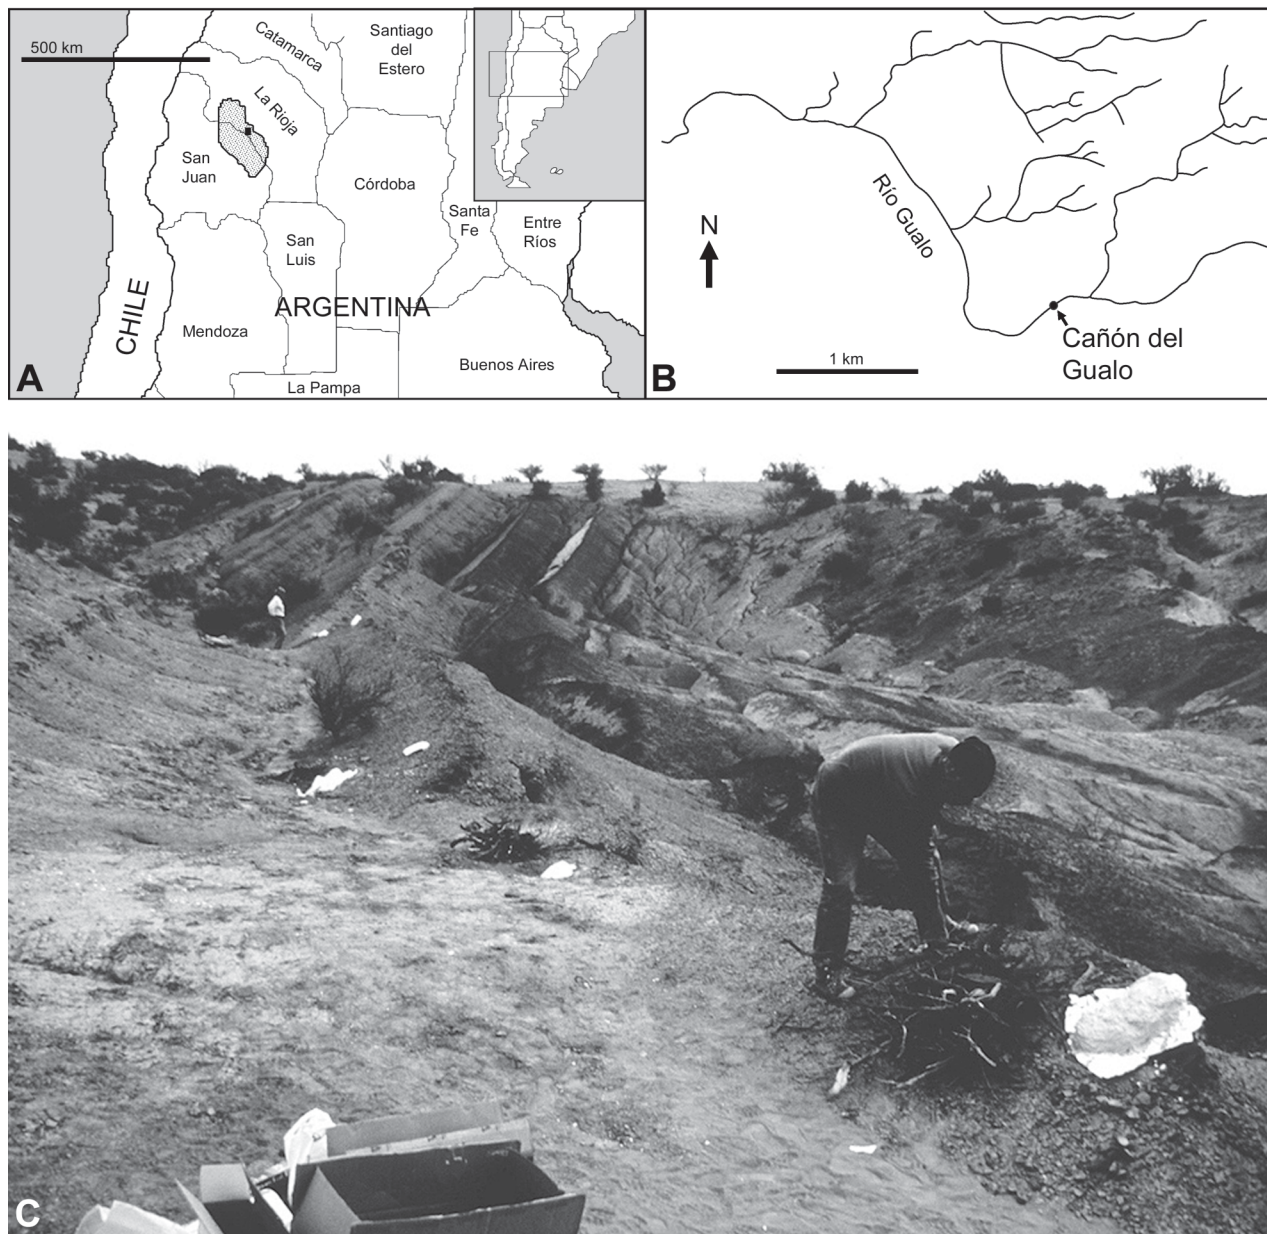 500 km
Catamarca
Santiago
del
Estero
La Rioja
San
Juan
Córdoba
Santa
Fe
Entre
Ríos
San
Luis
CHILE
ARGENTINA
Mendoza
Buenos Aires
La Pampa
A
Río Gualo
N
Cañón del
Gualo
1 km
B
C